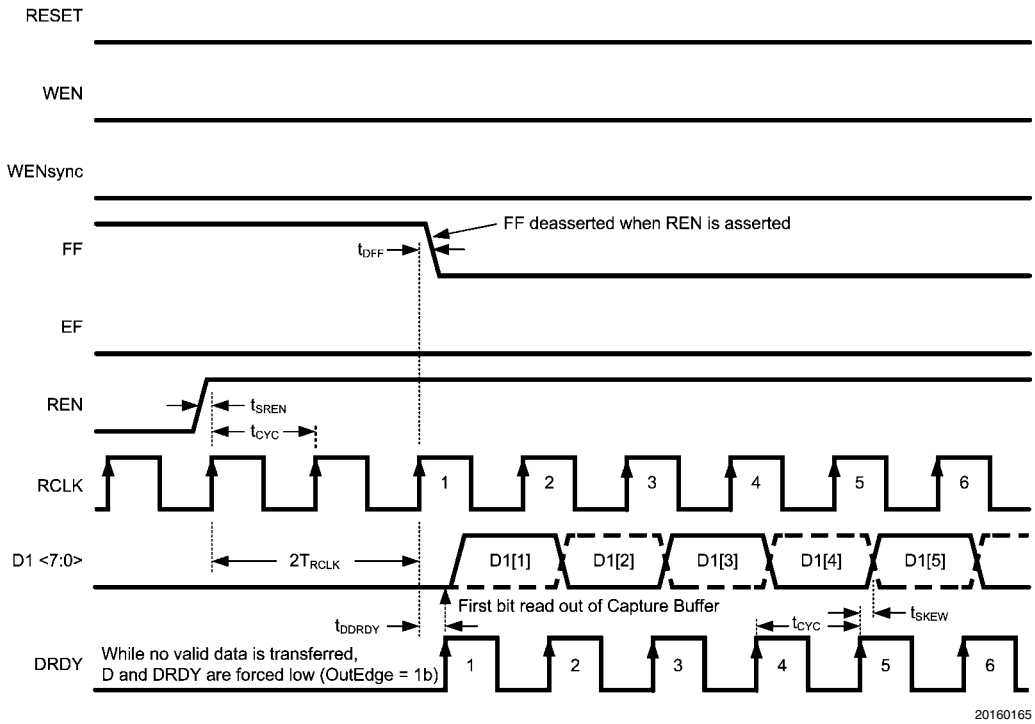 RESET
WEN
WENsync
FF deasserted when REN is asserted
FF
tDFF
EF
REN
tSREN
tCYC
RCLK
1 2 3 4 5 6
D1 <7:0>
2TRCLK
D1[1] D1[2] D1[3] D1[4] D1[5]
First bit read out of Capture Buffer
tSKEW
tDDRDY
tCYC
DRDY
While no valid data is transferred,
D and DRDY are forced low (OutEdge = 1b)
1 2 3 4 5 6
20160165